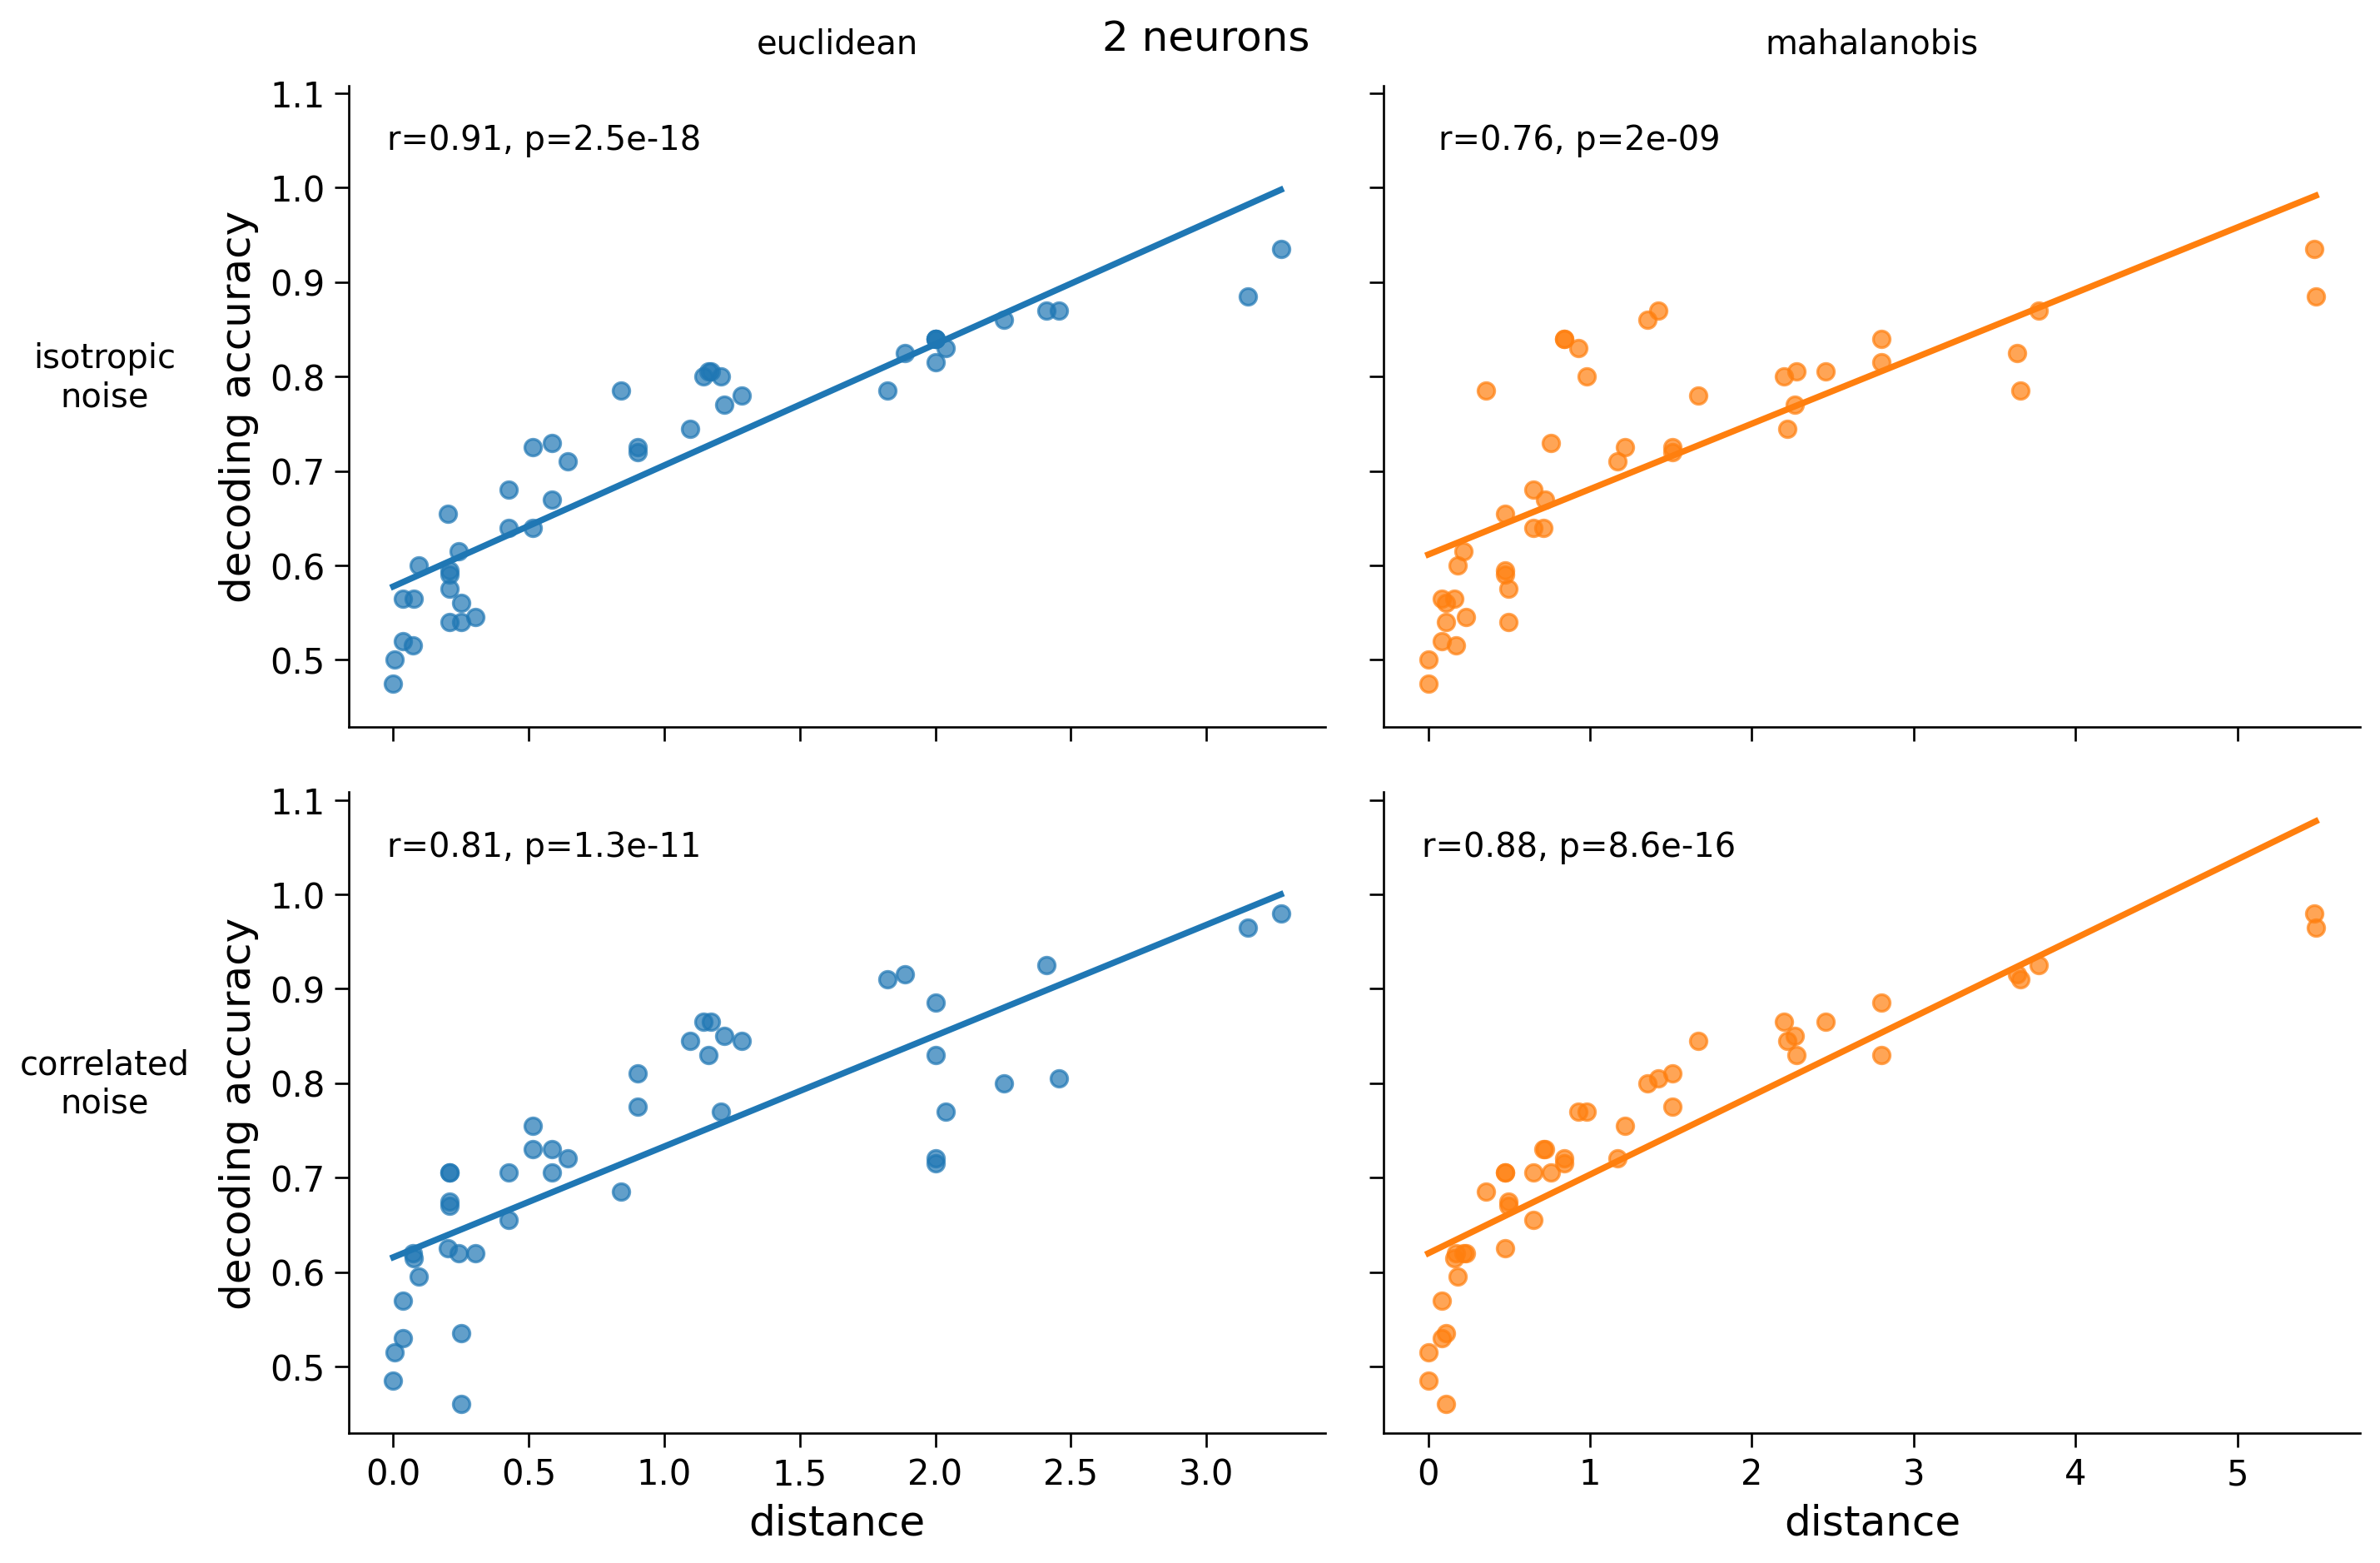 2 neurons
euclidean
mahalanobis
isotropic
noise
decoding accuracy
1.1
1.0
0.9
0.8
0.7
0.6
0.5
r=0.91, p=2.5e-18
r=0.76, p=2e-09
correlated
noise
decoding accuracy
1.1
1.0
0.9
0.8
0.7
0.6
0.5
r=0.81, p=1.3e-11
r=0.88, p=8.6e-16
0.0 0.5 1.0 1.5 2.0 2.5 3.0
distance
0 1 2 3 4 5
distance